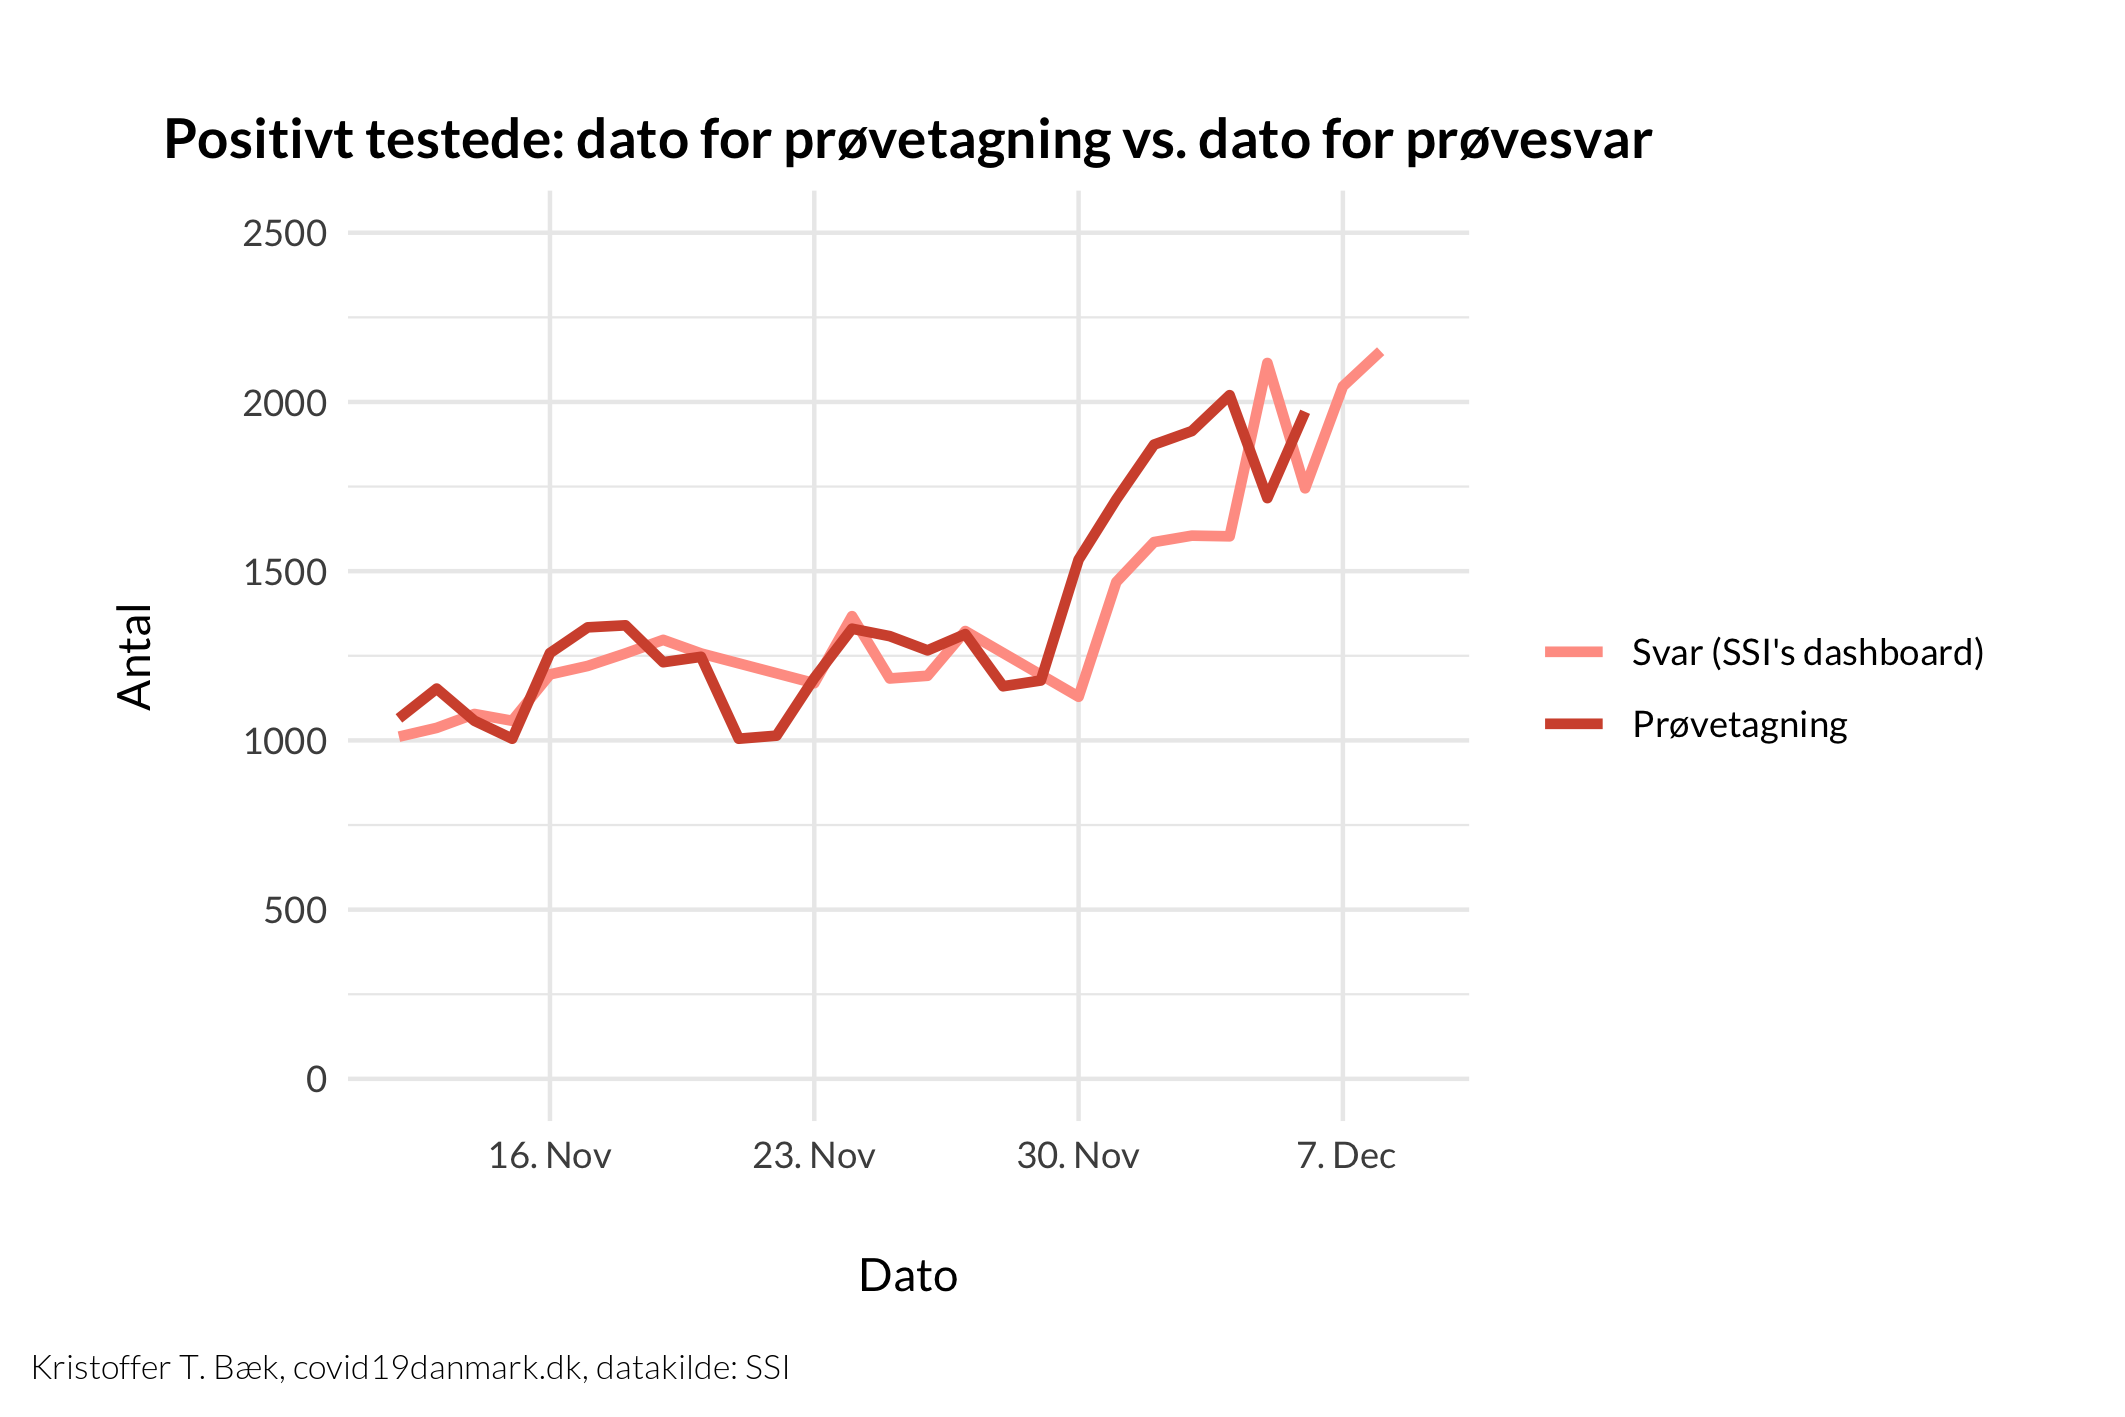 Positivt testede: dato for prøvetagning vs. dato for prøvesvar
2500
2000
1500
1000
500
0
Antal
16. Nov
23. Nov
30. Nov
7. Dec
Dato
Svar (SSI's dashboard)
Prøvetagning
Kristoffer T. Bæk, covid19danmark.dk, datakilde: SSI